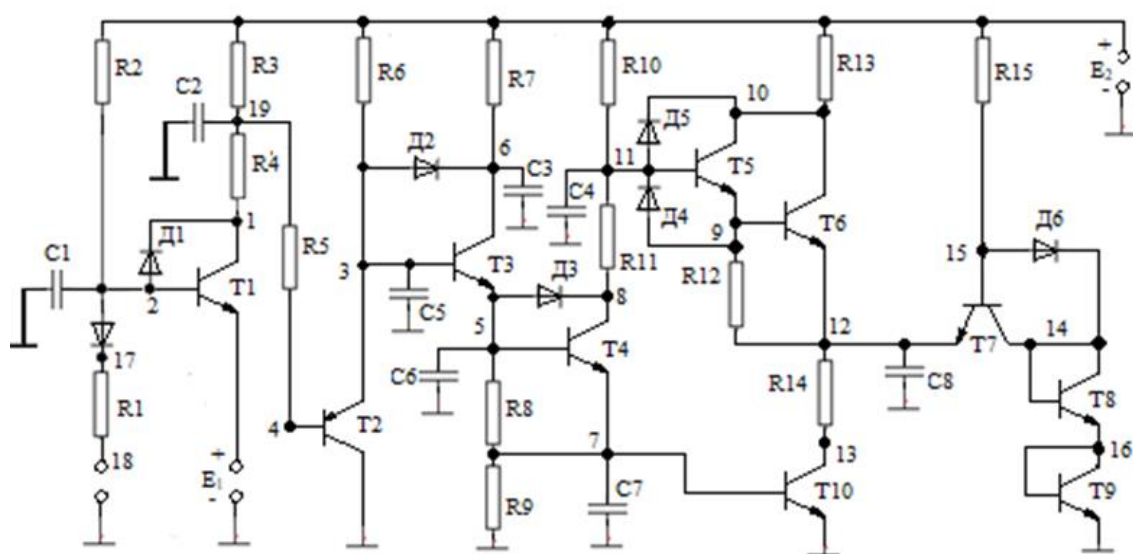 R2
R3
R6
R7
R10
R13
R15
+
E2
-
C2
19
R4
Д2
6
C3
11
Д5
10
T5
C4
Д4
9
T6
C1
Д1
1
T1
2
R5
3
C5
T3
Д3
R11
8
R12
15
Д6
12
T7
14
17
R1
18
5
C6
T4
R8
R14
C8
T8
4
T2
7
13
16
+
E1
-
R9
C7
T10
T9